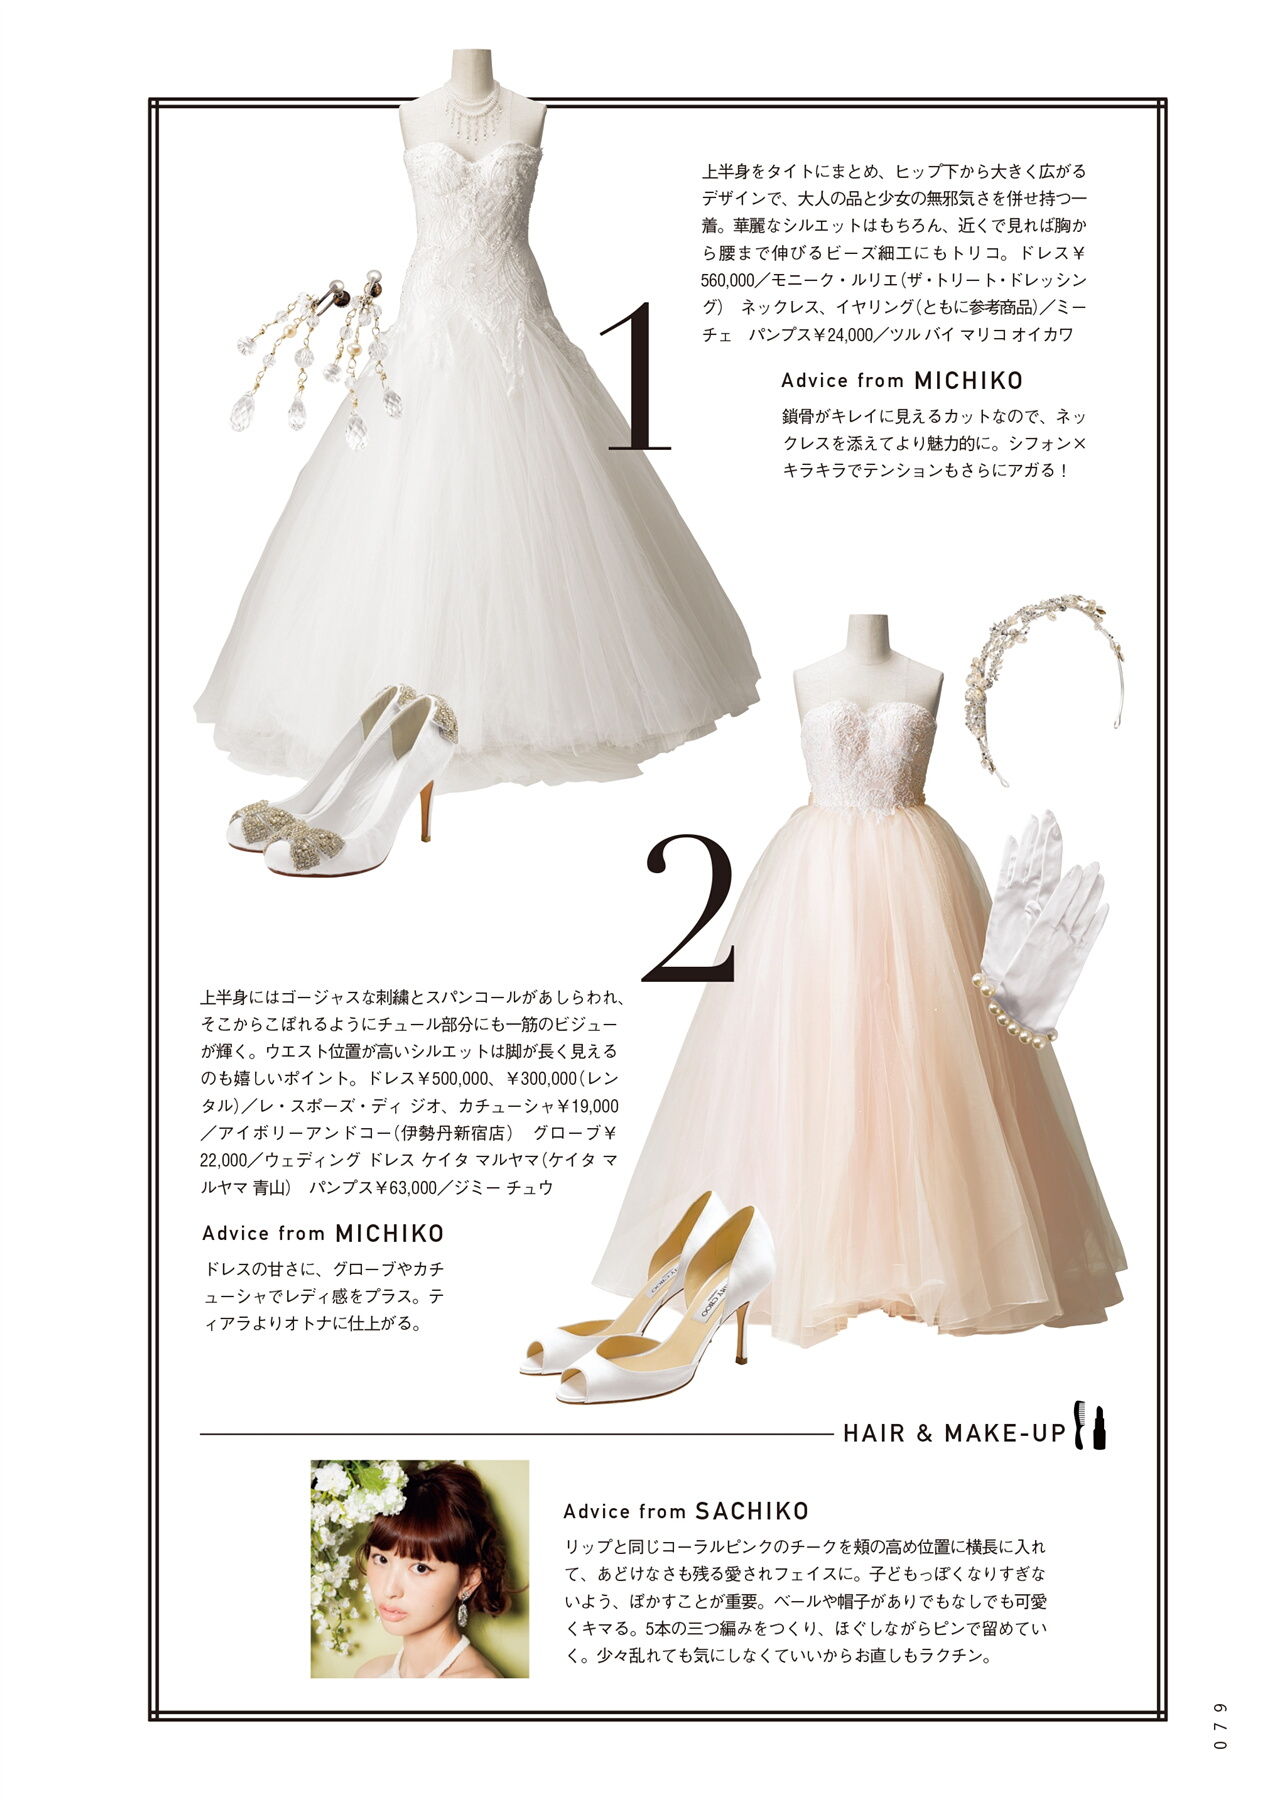 上半身をタイトにまとめ、ヒップ下から大きく広がる
デザインで、大人の品と少女の無邪気さを併せ持つ一
着。華麗なシルエットはもちろん、近くで見れば胸か
ら腰まで伸びるビーズ細工にもトリコ。ドレス¥
560,000／モニーク・ルリエ（ザ・トリート・ドレッシン
グ）　ネックレス、イヤリング（ともに参考商品）／ミー
チェ　パンプス¥24,000／ツル バイ マリコ オイカワ
1
Advice from MICHIKO
鎖骨がキレイに見えるカットなので、ネッ
クレスを添えてより魅力的に。シフォン×
キラキラでテンションもさらにアガる！
2
上半身にはゴージャスな刺繍とスパンコールがあしらわれ、
そこからこぼれるようにチュール部分にも一筋のビジュー
が輝く。ウエスト位置が高いシルエットは脚が長く見える
のも嬉しいポイント。ドレス¥500,000、¥300,000（レン
タル）／レ・スポーズ・ディ ジオ、カチューシャ¥19,000
／アイボリーアンドコー（伊勢丹新宿店）　グローブ¥
22,000／ウェディング ドレス ケイタ マルヤマ（ケイタ マ
ルヤマ 青山）　パンプス¥63,000／ジミー チュウ
Advice from MICHIKO
ドレスの甘さに、グローブやカチ
ューシャでレディ感をプラス。テ
ィアラよりオトナに仕上がる。
HAIR & MAKE-UP
Advice from SACHIKO
リップと同じコーラルピンクのチークを頬の高め位置に横長に入れ
て、あどけなさも残る愛されフェイスに。子どもっぽくなりすぎな
いよう、ぼかすことが重要。ベールや帽子がありでもなしでも可愛
くキマる。5本の三つ編みをつくり、ほぐしながらピンで留めてい
く。少々乱れても気にしなくていいからお直しもラクチン。
079